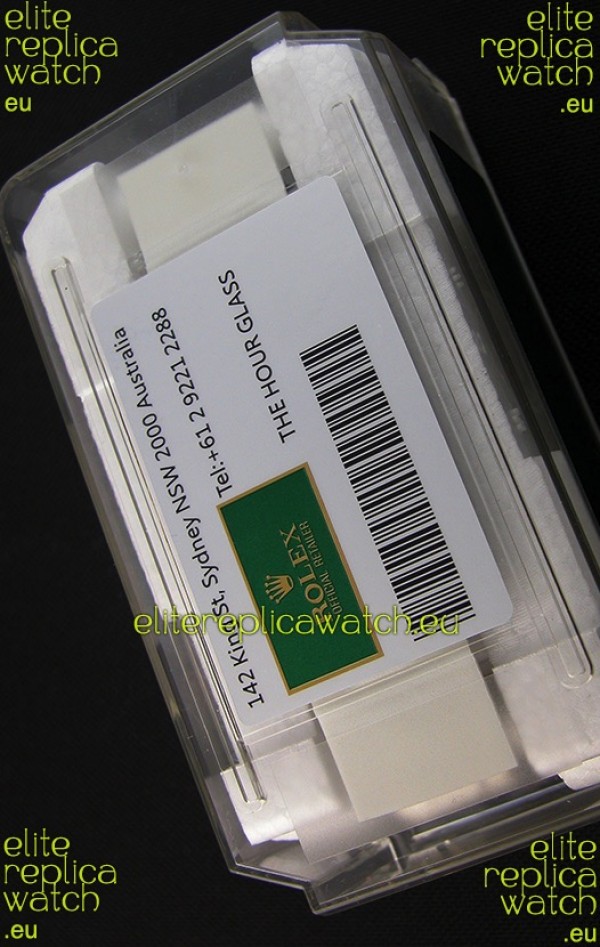 elite
replica
watch
.eu
elite
replica
watch
.eu
142 King St, Sydney NSW 2000 Australia
Tel:+61 2 9221 2288
THE HOUR GLASS
ROLEX
OFFICIAL RETAILER
elitereplicawatch.eu
elite
replica
watch
.eu
elite
replica
watch
.eu